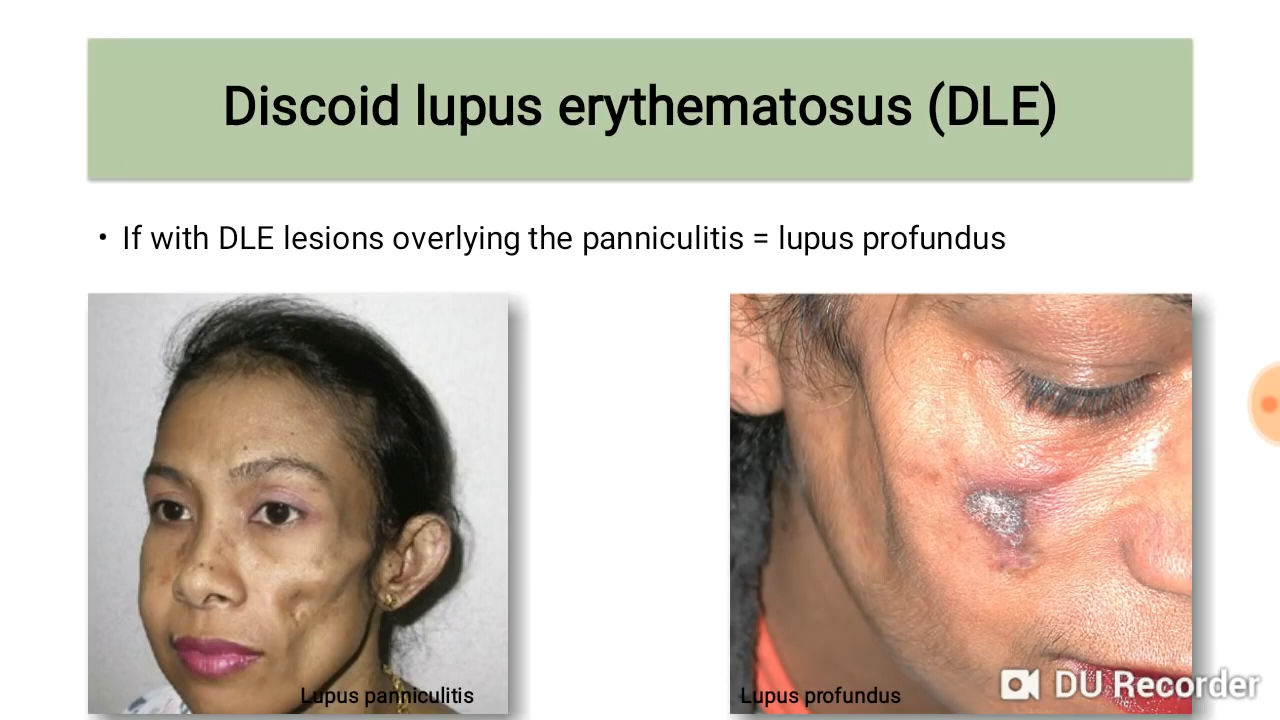 Discoid lupus erythematosus (DLE)
• If with DLE lesions overlying the panniculitis = lupus profundus
Lupus panniculitis
Lupus profundus
DU Recorder